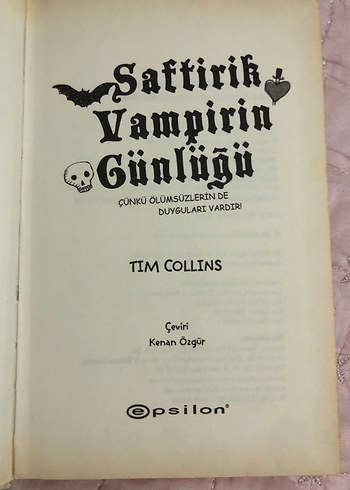 Saftirik
Vampirin
Günlüğü
ÇÜNKÜ ÖLÜMSÜZLERİN DE
DUYGULARI VARDIR!
TIM COLLINS
Çeviri
Kenan Özgür
epsilon®